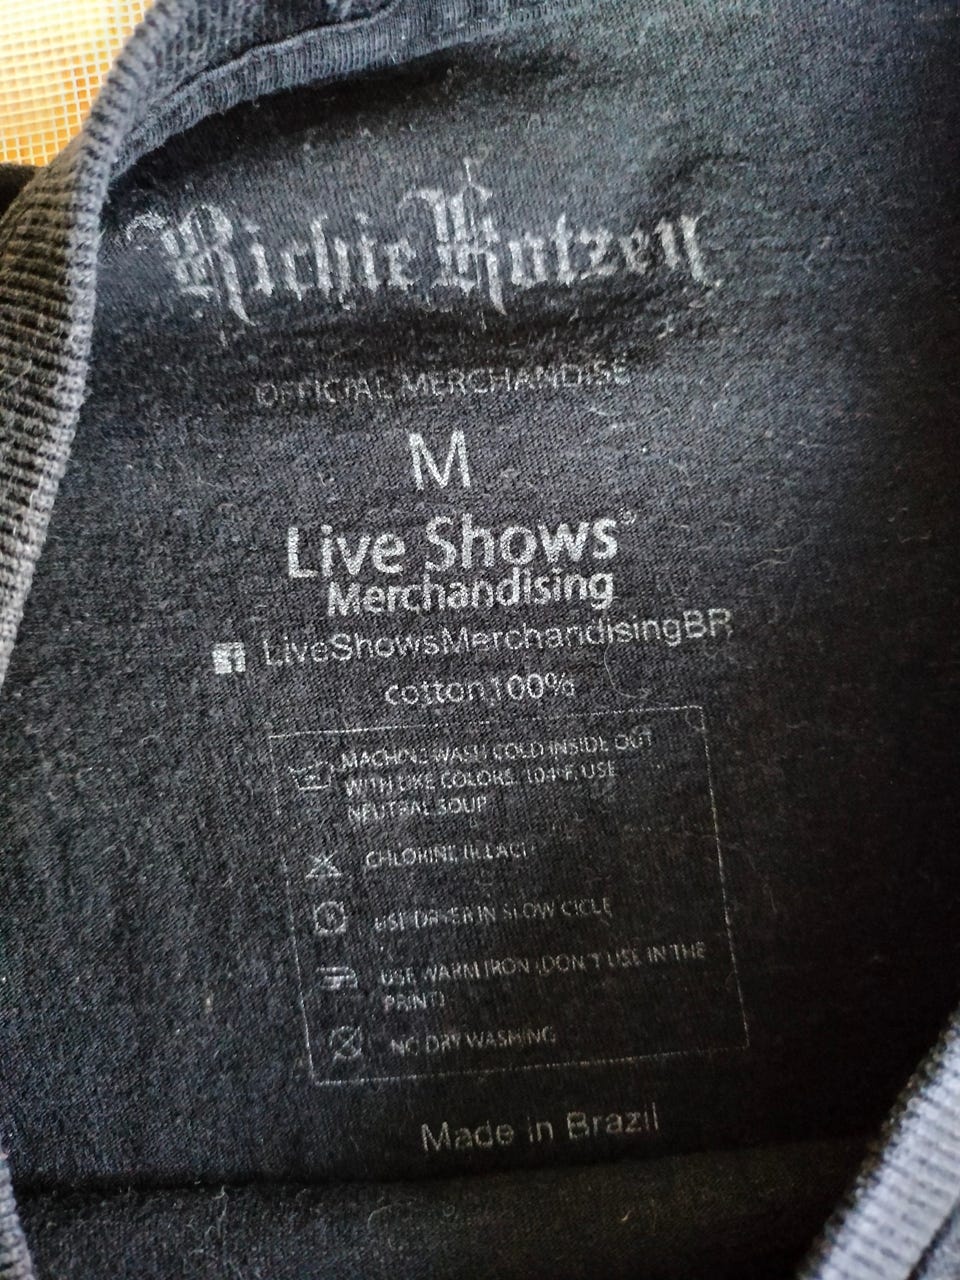 Richie Kotzen
OFFICIAL MERCHANDISE
M
Live Shows®
Merchandising
LiveShowsMerchandisingBR
cotton 100%
MACHINE WASH COLD INSIDE OUT
WITH LIKE COLORS. 104°F. USE
NEUTRAL SOUP
CHLORINE
USE DRYER IN SLOW CICLE
USE WARM IRON (DON'T USE IN THE
PRINT)
NO DRY WASHING
Made in Brazil